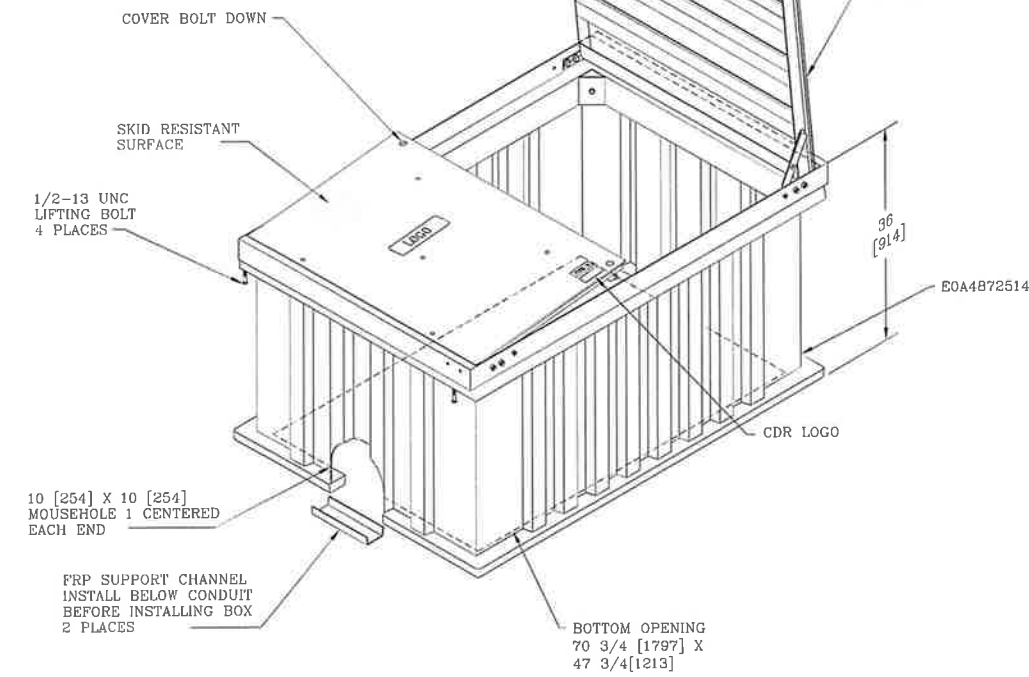 COVER BOLT DOWN
SKID RESISTANT
SURFACE
1/2-13 UNC
LIFTING BOLT
4 PLACES
LOGO
36
[914]
E0A4872514
CDR LOGO
10 [254] X 10 [254]
MOUSEHOLE 1 CENTERED
EACH END
FRP SUPPORT CHANNEL
INSTALL BELOW CONDUIT
BEFORE INSTALLING BOX
2 PLACES
BOTTOM OPENING
70 3/4 [1797] X
47 3/4[1213]